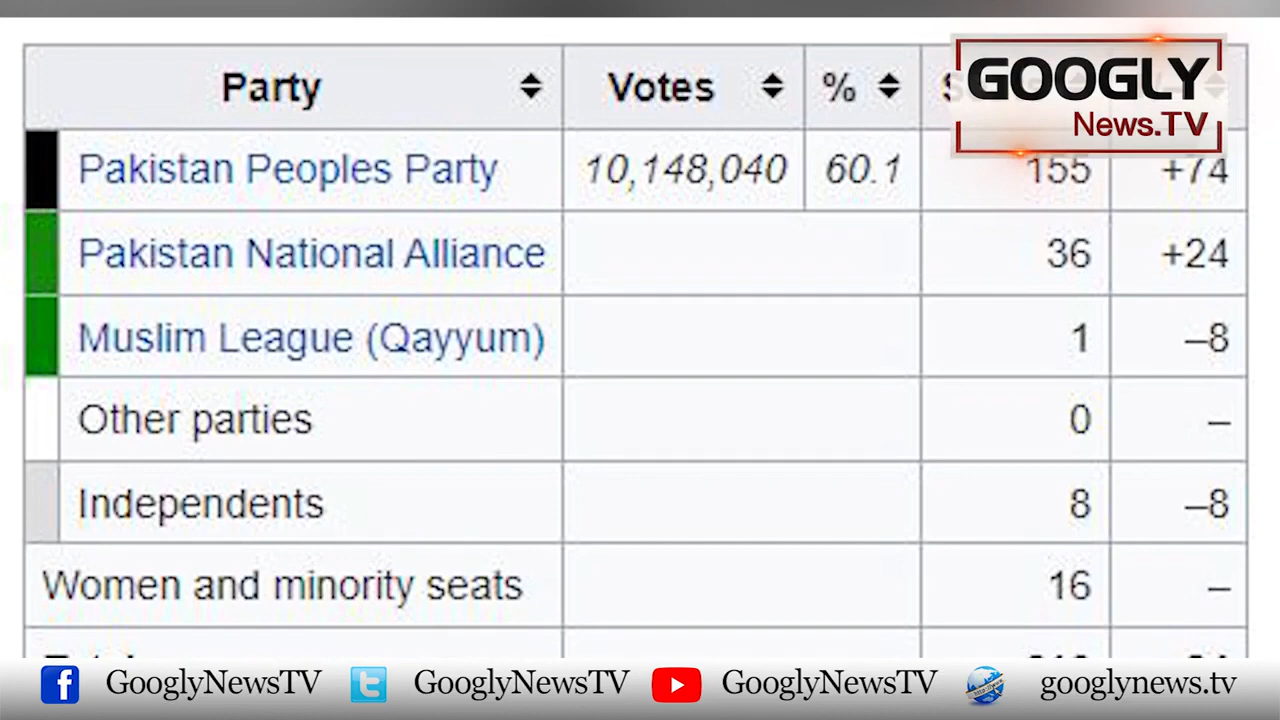 GOOGLY
News.TV
Party Votes %
Pakistan Peoples Party 10,148,040 60.1 155 +74
Pakistan National Alliance 36 +24
Muslim League (Qayyum) 1 –8
Other parties 0 –
Independents 8 –8
Women and minority seats 16 –
GooglyNewsTV GooglyNewsTV GooglyNewsTV googlynews.tv